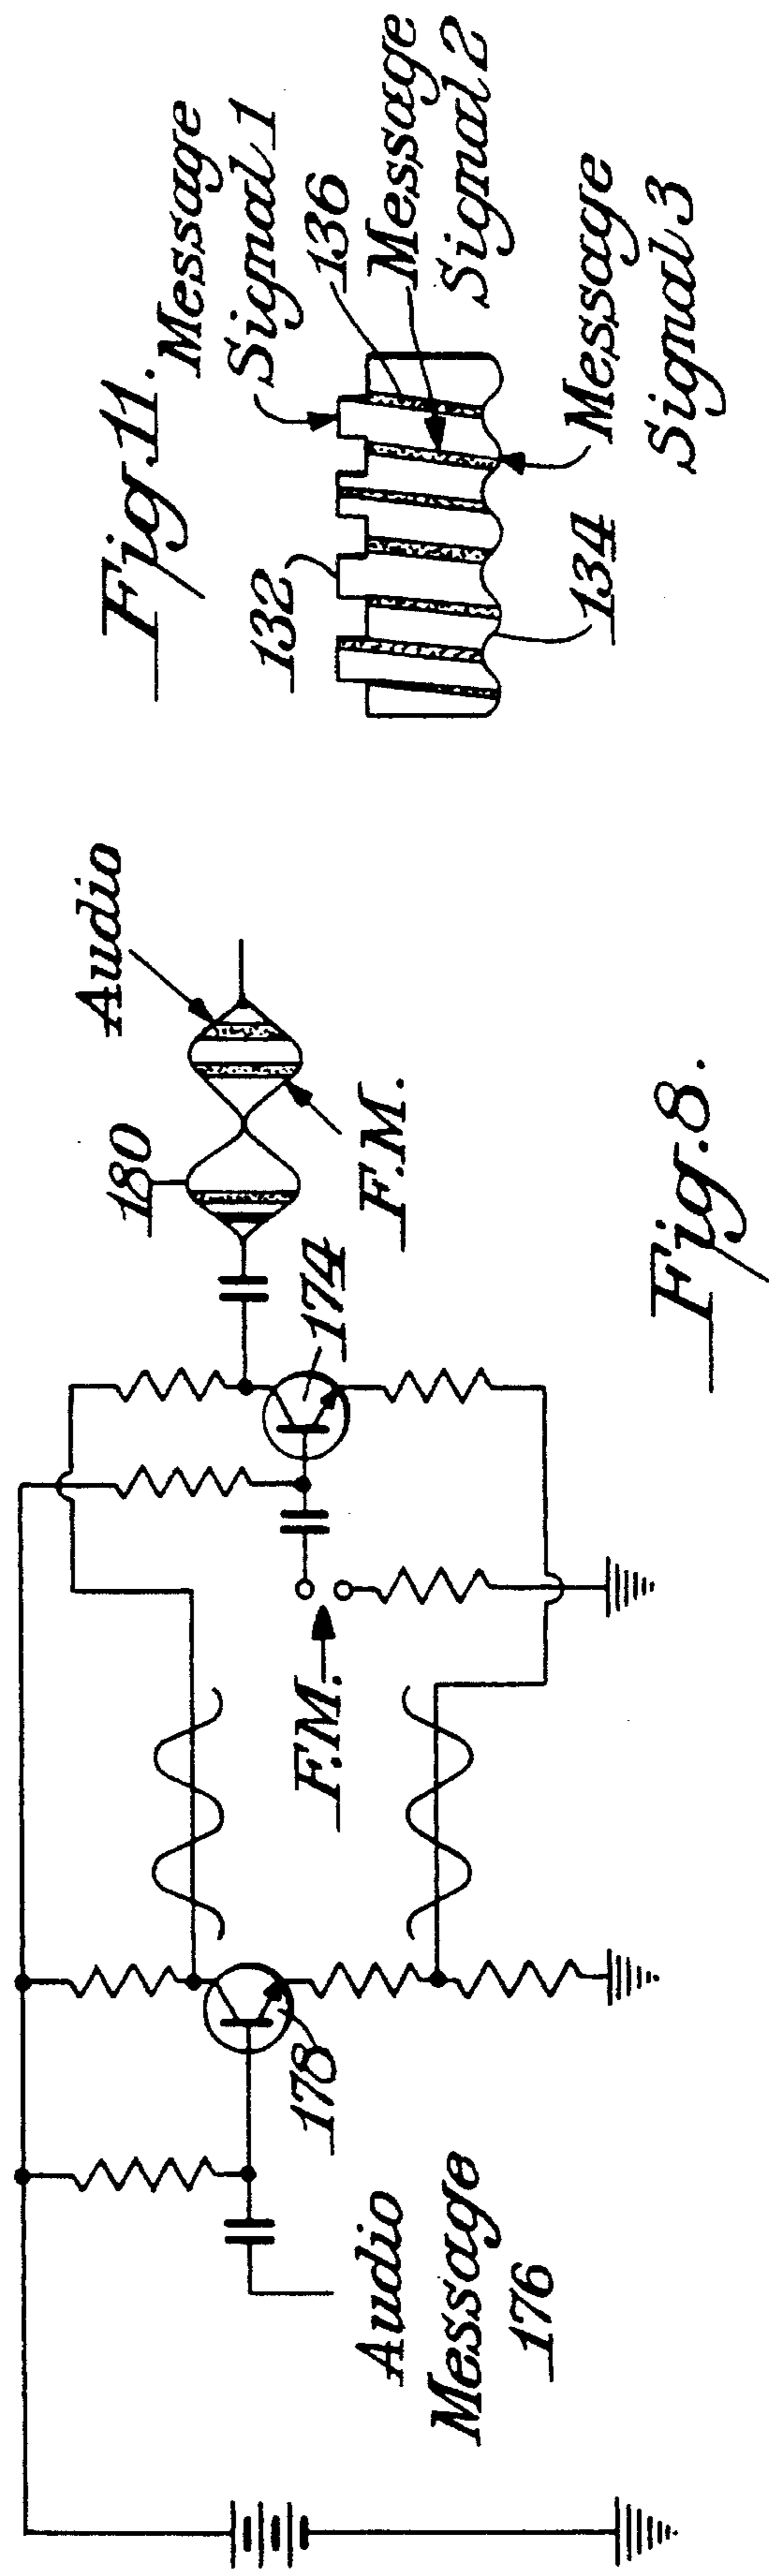 Fig. 11.
Message
Signal 1
136
Message
Signal 2
132
134
Message
Signal 3
Audio
180
F.M.
174
F.M.
178
Audio
Message
176
Fig. 8.